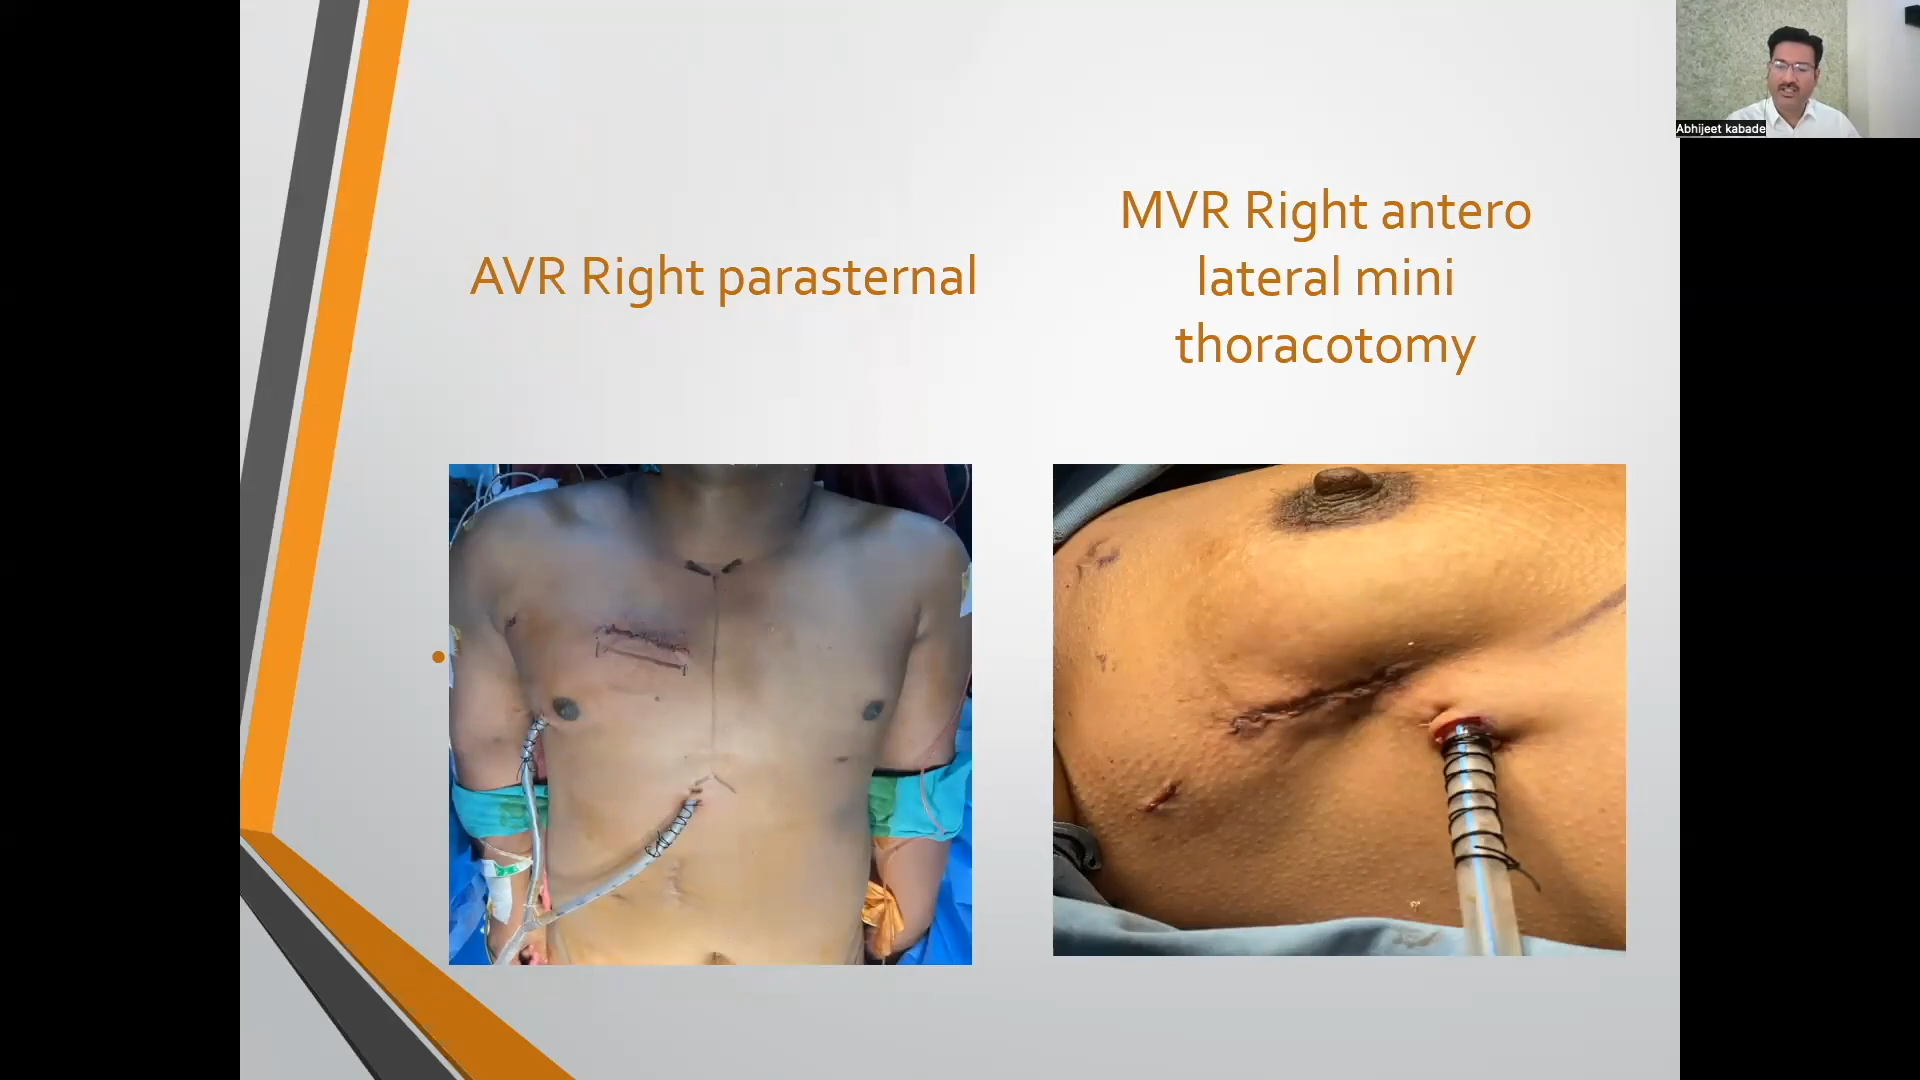 Abhijeet kabade
AVR Right parasternal
MVR Right antero
lateral mini
thoracotomy